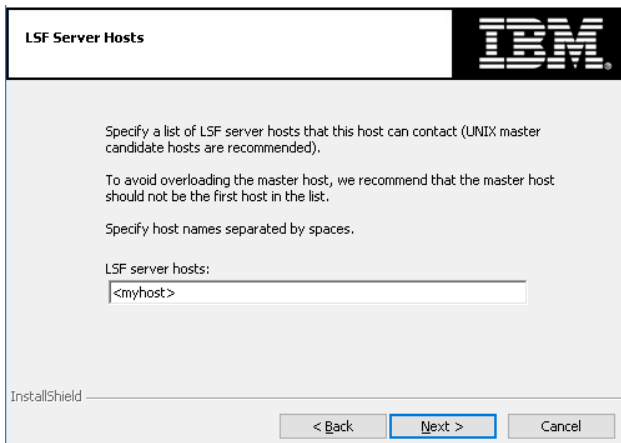 LSF Server Hosts
IBM®
Specify a list of LSF server hosts that this host can contact (UNIX master
candidate hosts are recommended).
To avoid overloading the master host, we recommend that the master host
should not be the first host in the list.
Specify host names separated by spaces.
LSF server hosts:
<myhost>
InstallShield
< Back Next > Cancel